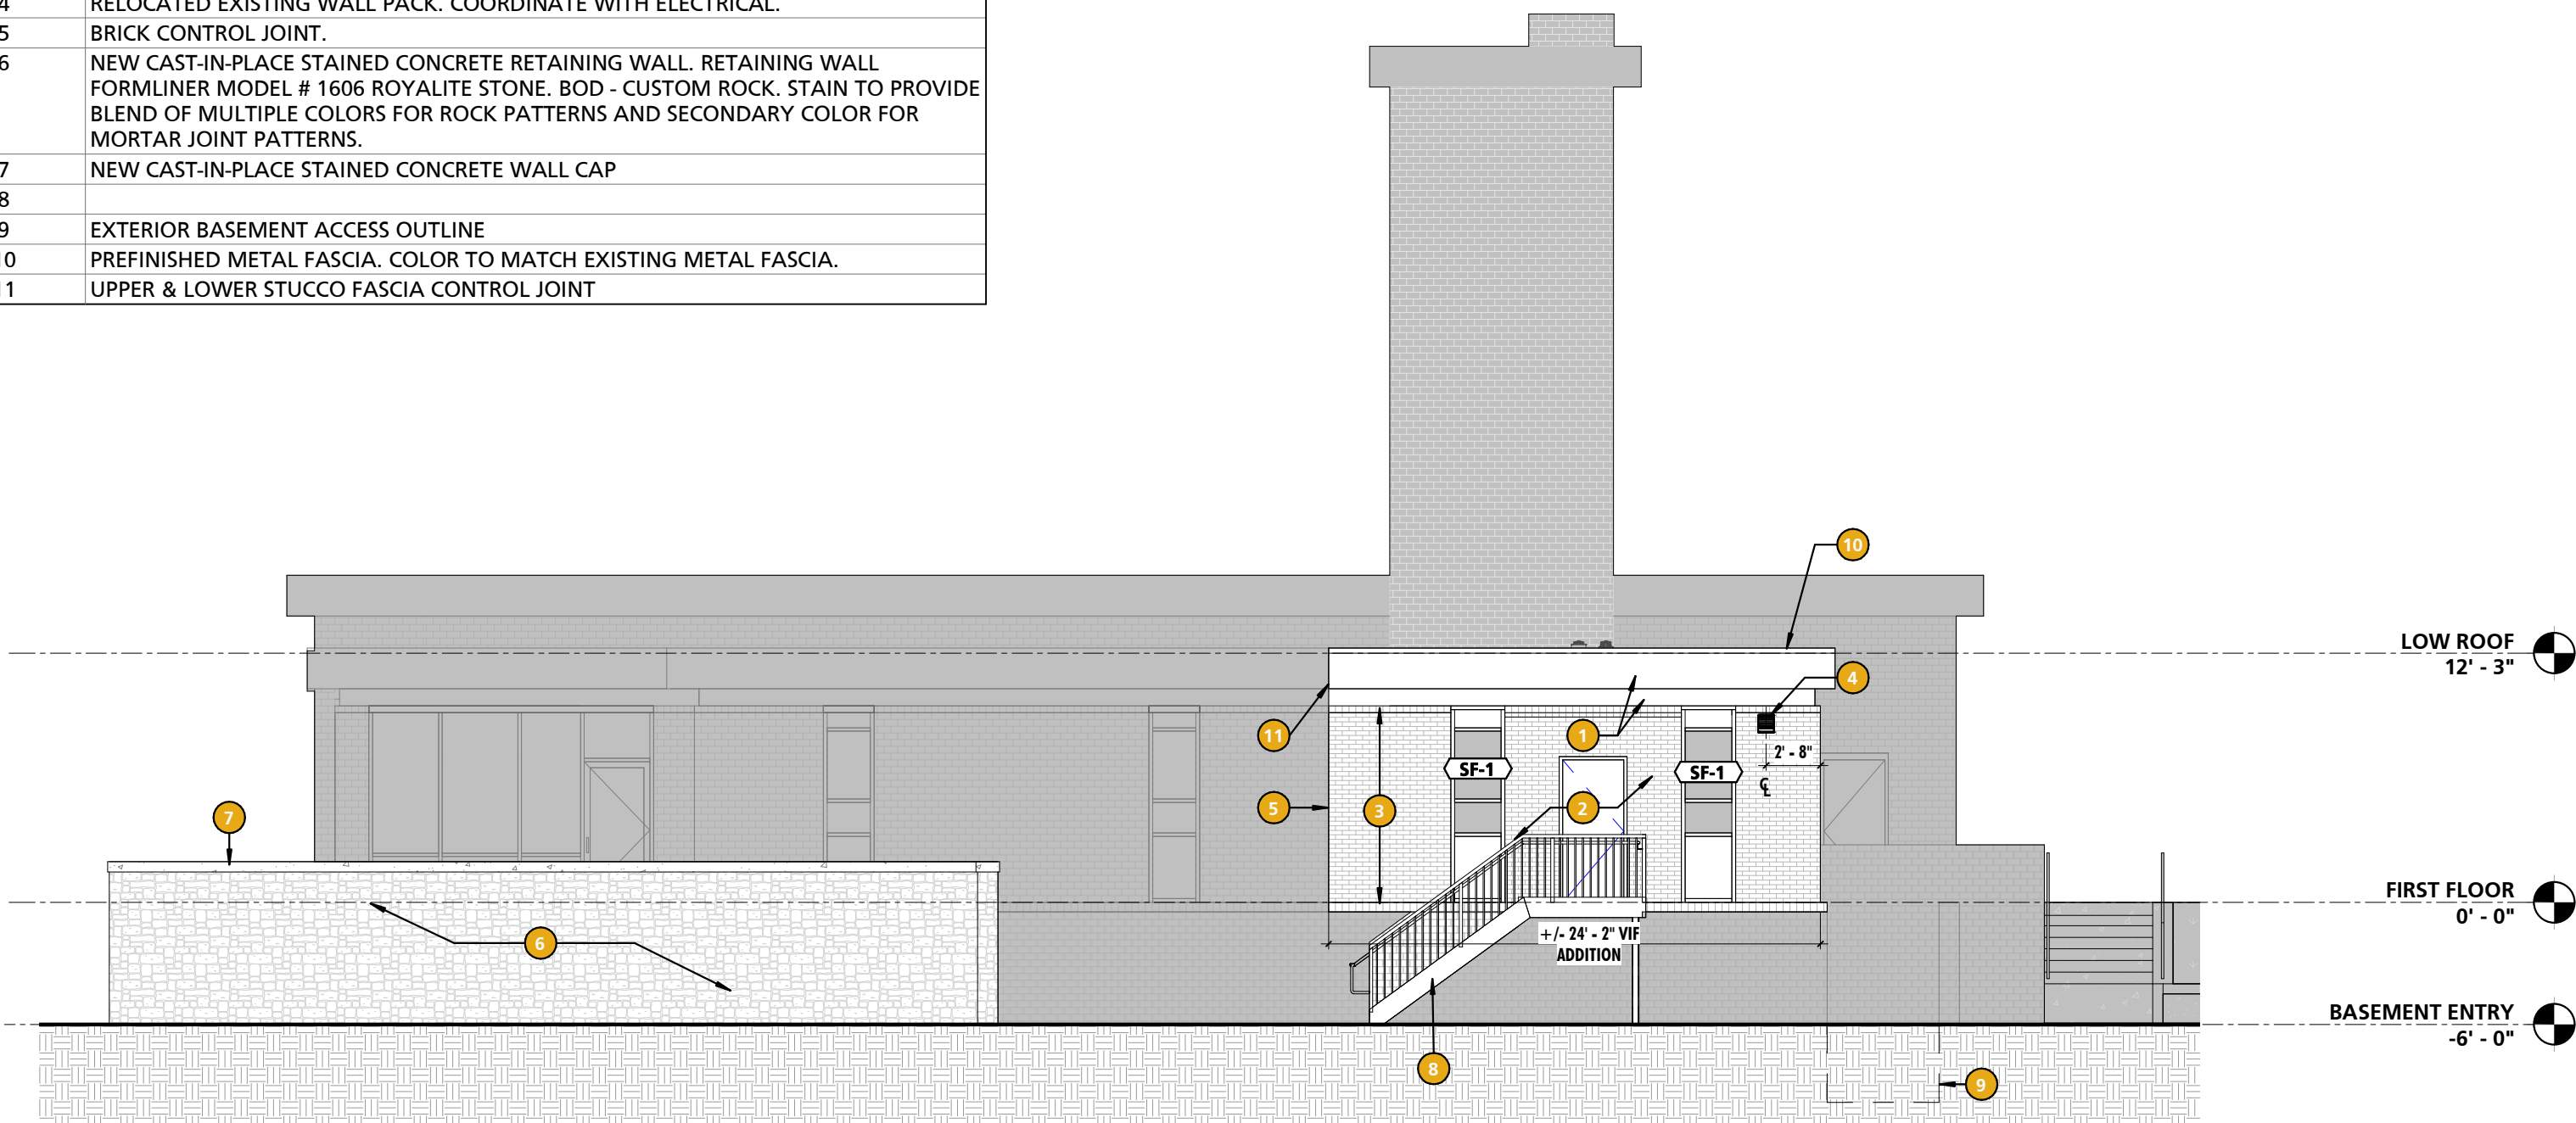 4 RELOCATED EXISTING WALL PACK. COORDINATE WITH ELECTRICAL.
5 BRICK CONTROL JOINT.
6 NEW CAST-IN-PLACE STAINED CONCRETE RETAINING WALL. RETAINING WALL
FORMLINER MODEL # 1606 ROYALITE STONE. BOD - CUSTOM ROCK. STAIN TO PROVIDE
BLEND OF MULTIPLE COLORS FOR ROCK PATTERNS AND SECONDARY COLOR FOR
MORTAR JOINT PATTERNS.
7 NEW CAST-IN-PLACE STAINED CONCRETE WALL CAP
8
9 EXTERIOR BASEMENT ACCESS OUTLINE
10 PREFINISHED METAL FASCIA. COLOR TO MATCH EXISTING METAL FASCIA.
11 UPPER & LOWER STUCCO FASCIA CONTROL JOINT
10
LOW ROOF
12' - 3"
4
11
1
2' - 8"
SF-1
SF-1
℄
7
5
3
2
FIRST FLOOR
0' - 0"
6
+/- 24' - 2" VIF
ADDITION
BASEMENT ENTRY
-6' - 0"
8
9